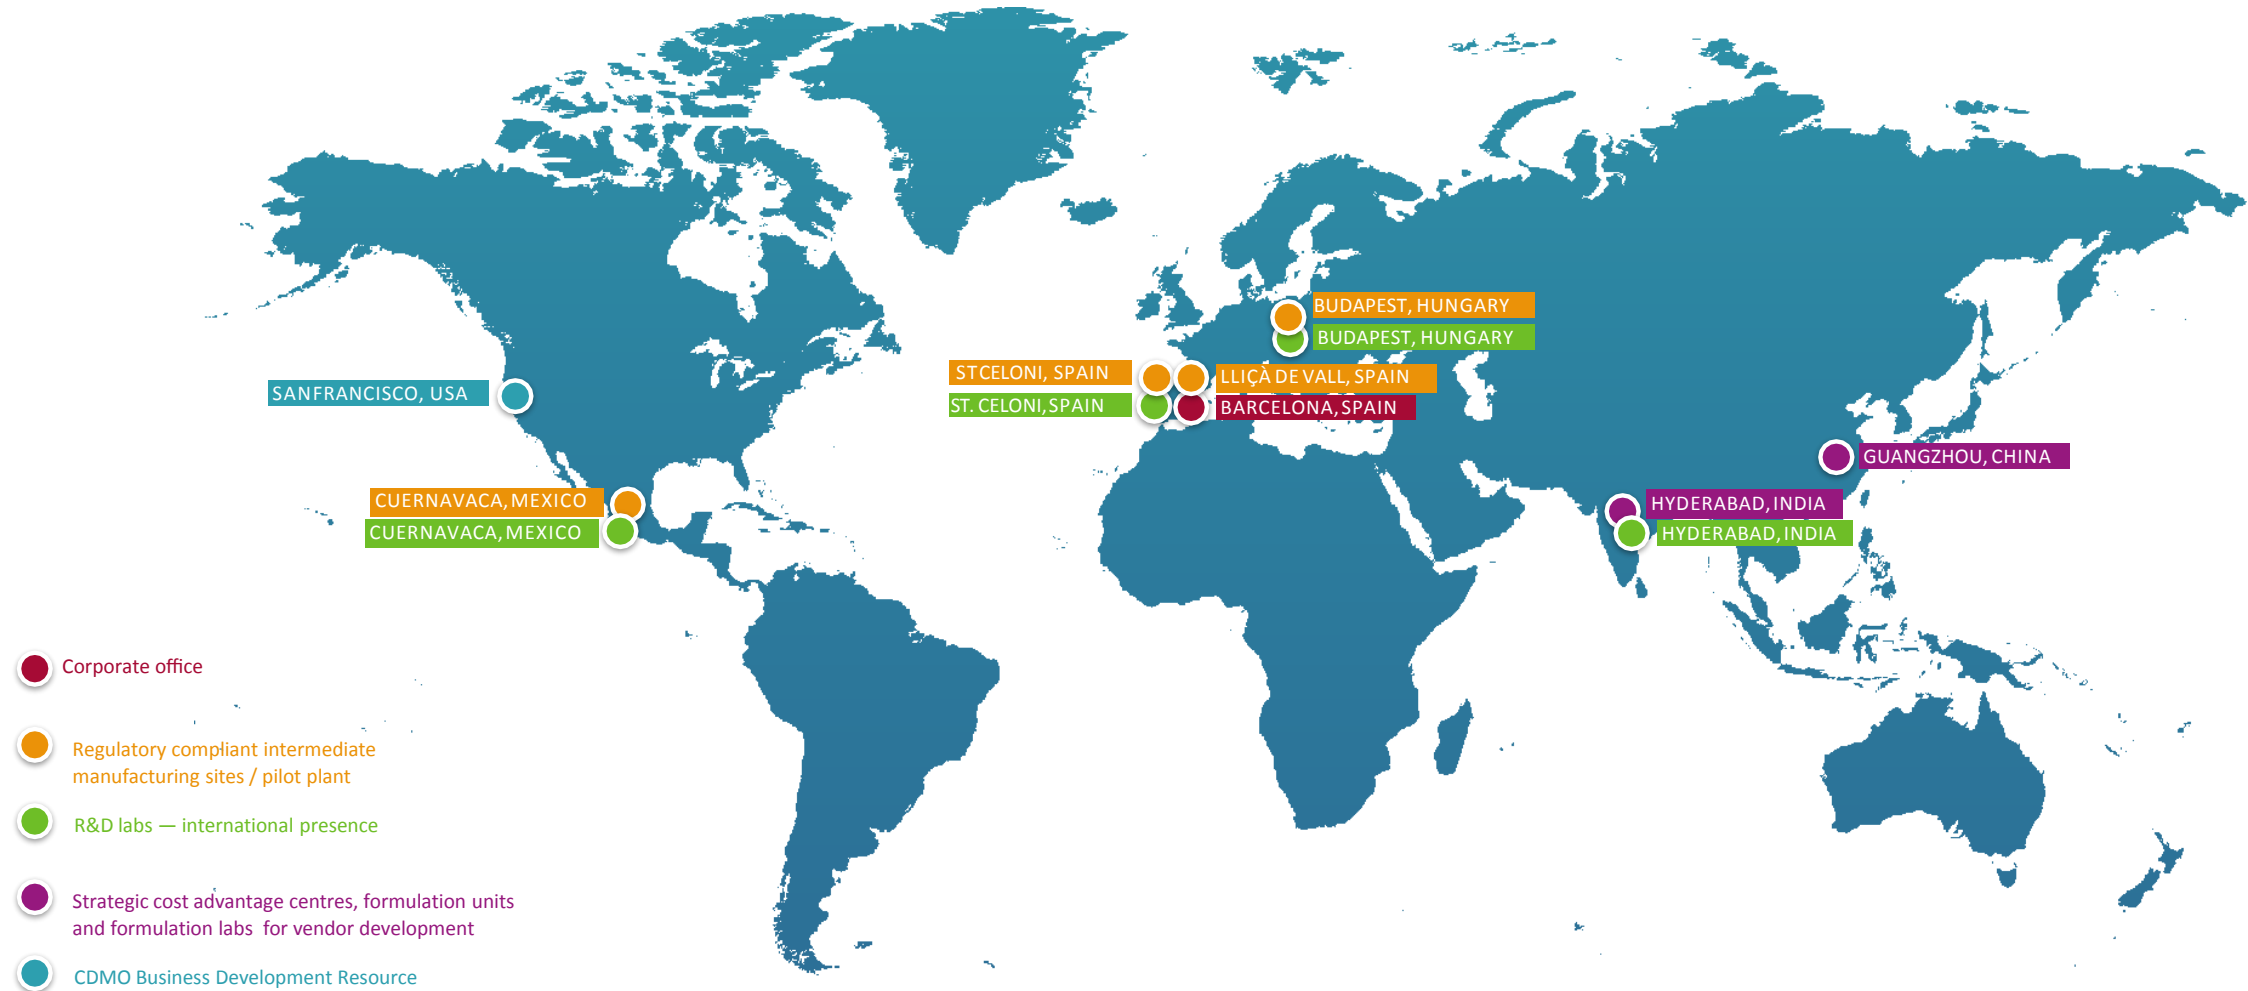 BUDAPEST, HUNGARY
BUDAPEST, HUNGARY
ST CELONI, SPAIN
LLIÇÀ DE VALL, SPAIN
SANFRANCISCO, USA
ST. CELONI, SPAIN
BARCELONA, SPAIN
GUANGZHOU, CHINA
CUERNAVACA, MEXICO
HYDERABAD, INDIA
CUERNAVACA, MEXICO
HYDERABAD, INDIA
Corporate office
Regulatory compliant intermediate
manufacturing sites / pilot plant
R&D labs — international presence
Strategic cost advantage centres, formulation units
and formulation labs for vendor development
CDMO Business Development Resource